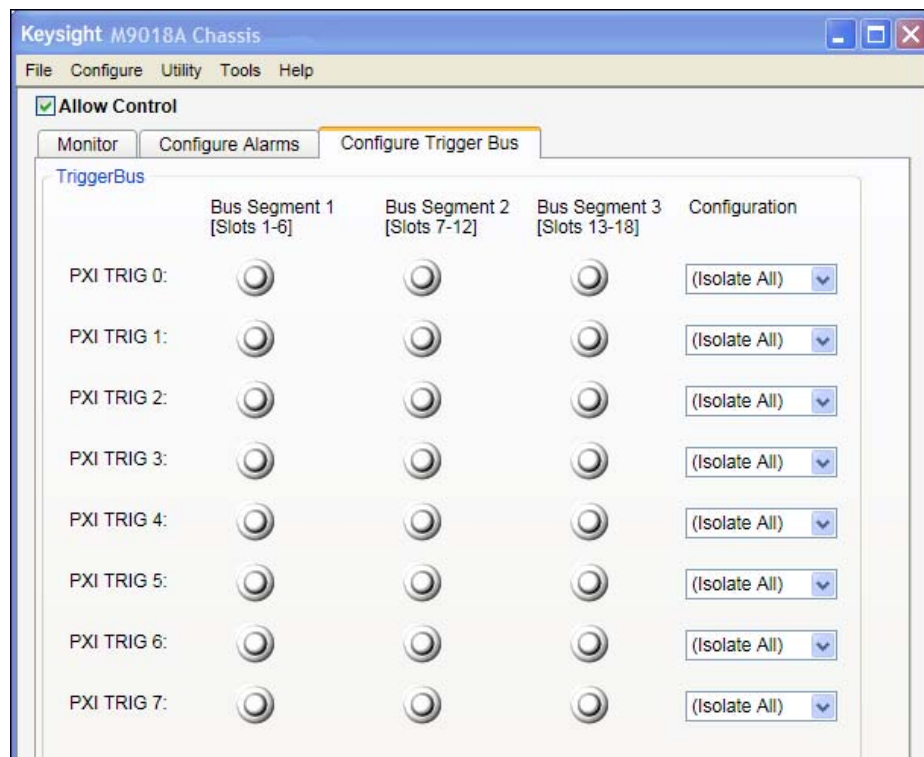 Keysight M9018A Chassis
File Configure Utility Tools Help
Allow Control
Monitor Configure Alarms Configure Trigger Bus
TriggerBus
Bus Segment 1 Bus Segment 2 Bus Segment 3 Configuration
[Slots 1-6] [Slots 7-12] [Slots 13-18]
PXI TRIG 0: (Isolate All)
PXI TRIG 1: (Isolate All)
PXI TRIG 2: (Isolate All)
PXI TRIG 3: (Isolate All)
PXI TRIG 4: (Isolate All)
PXI TRIG 5: (Isolate All)
PXI TRIG 6: (Isolate All)
PXI TRIG 7: (Isolate All)